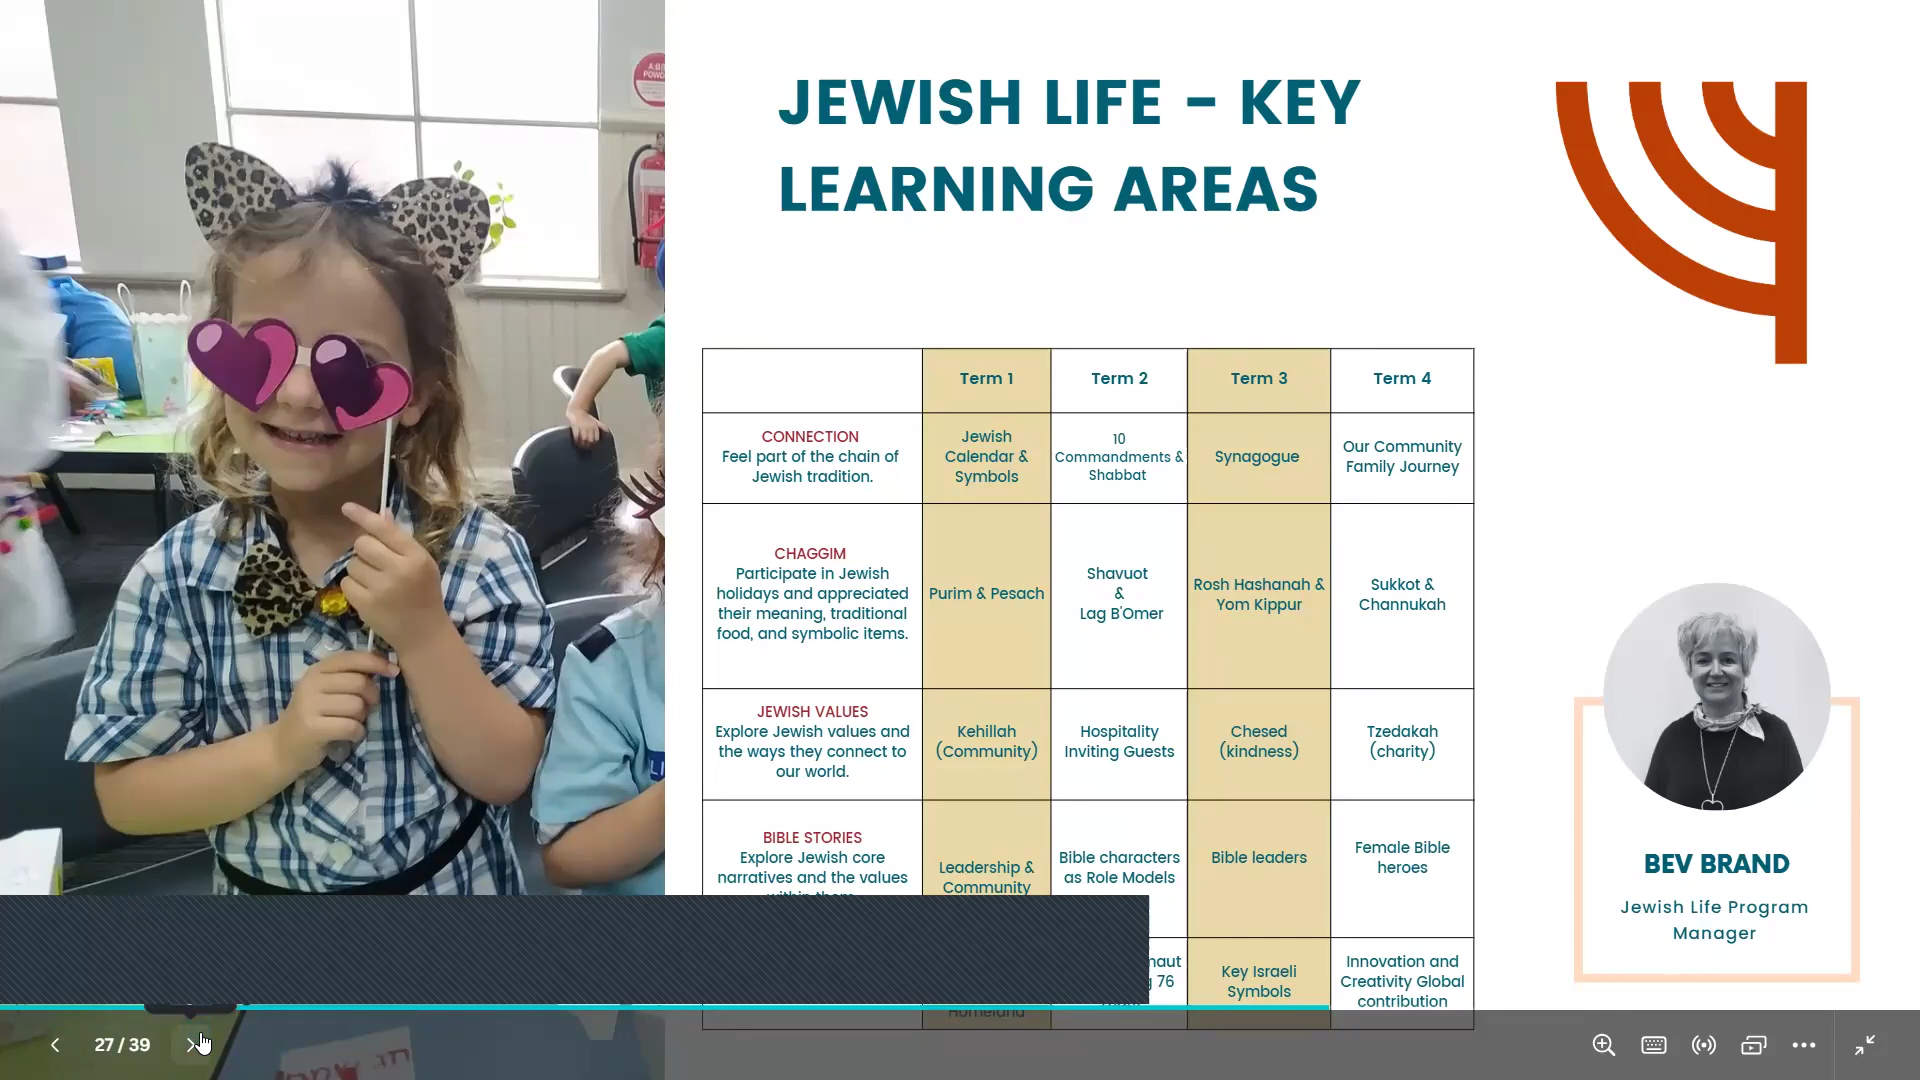 JEWISH LIFE – KEY
LEARNING AREAS
Term 1
Term 2
Term 3
Term 4
CONNECTION
Feel part of the chain of
Jewish tradition.
Jewish
Calendar &
Symbols
10
Commandments &
Shabbat
Synagogue
Our Community
Family Journey
CHAGGIM
Participate in Jewish
holidays and appreciated
their meaning, traditional
food, and symbolic items.
Purim & Pesach
Shavuot
&
Lag B'Omer
Rosh Hashanah &
Yom Kippur
Sukkot &
Channukah
JEWISH VALUES
Explore Jewish values and
the ways they connect to
our world.
Kehillah
(Community)
Hospitality
Inviting Guests
Chesed
(kindness)
Tzedakah
(charity)
BIBLE STORIES
Explore Jewish core
narratives and the values
Leadership &
Community
Bible characters
as Role Models
Bible leaders
Female Bible
heroes
76
Key Israeli
Symbols
Innovation and
Creativity Global
contribution
Homeland
BEV BRAND
Jewish Life Program
Manager
27 / 39